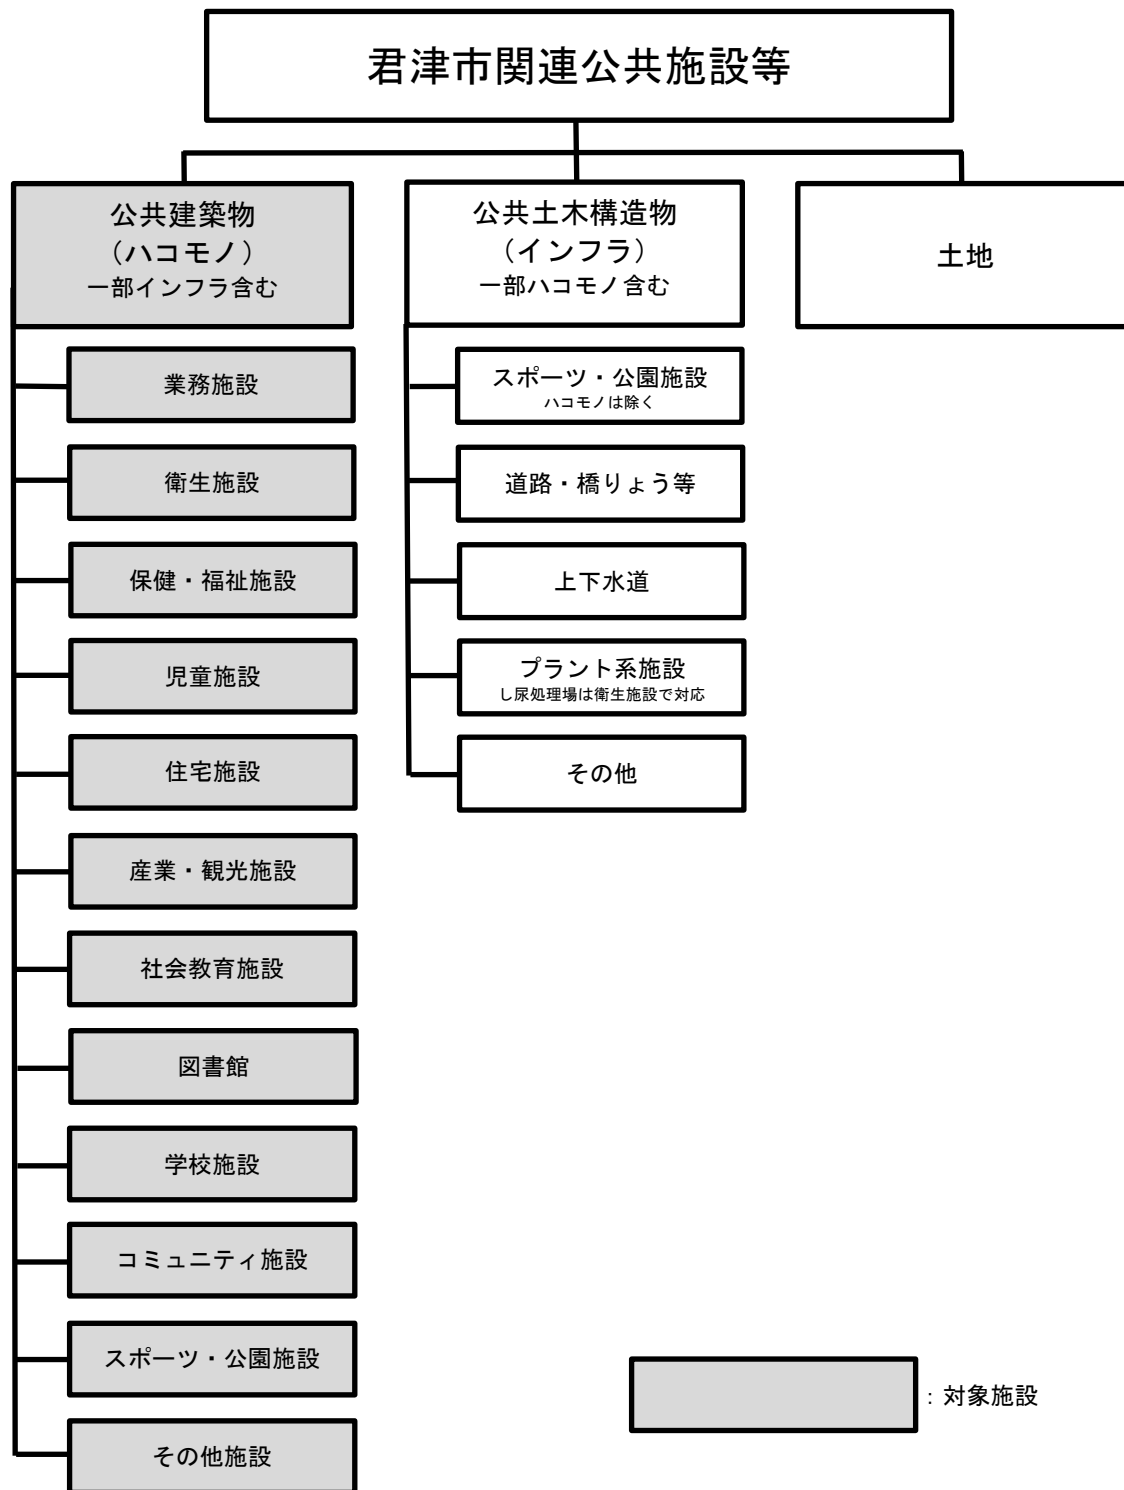 君津市関連公共施設等
公共建築物
（ハコモノ）
一部インフラ含む
業務施設
衛生施設
保健・福祉施設
児童施設
住宅施設
産業・観光施設
社会教育施設
図書館
学校施設
コミュニティ施設
スポーツ・公園施設
その他施設
公共土木構造物
（インフラ）
一部ハコモノ含む
スポーツ・公園施設
ハコモノは除く
道路・橋りょう等
上下水道
プラント系施設
し尿処理場は衛生施設で対応
その他
土地
：対象施設